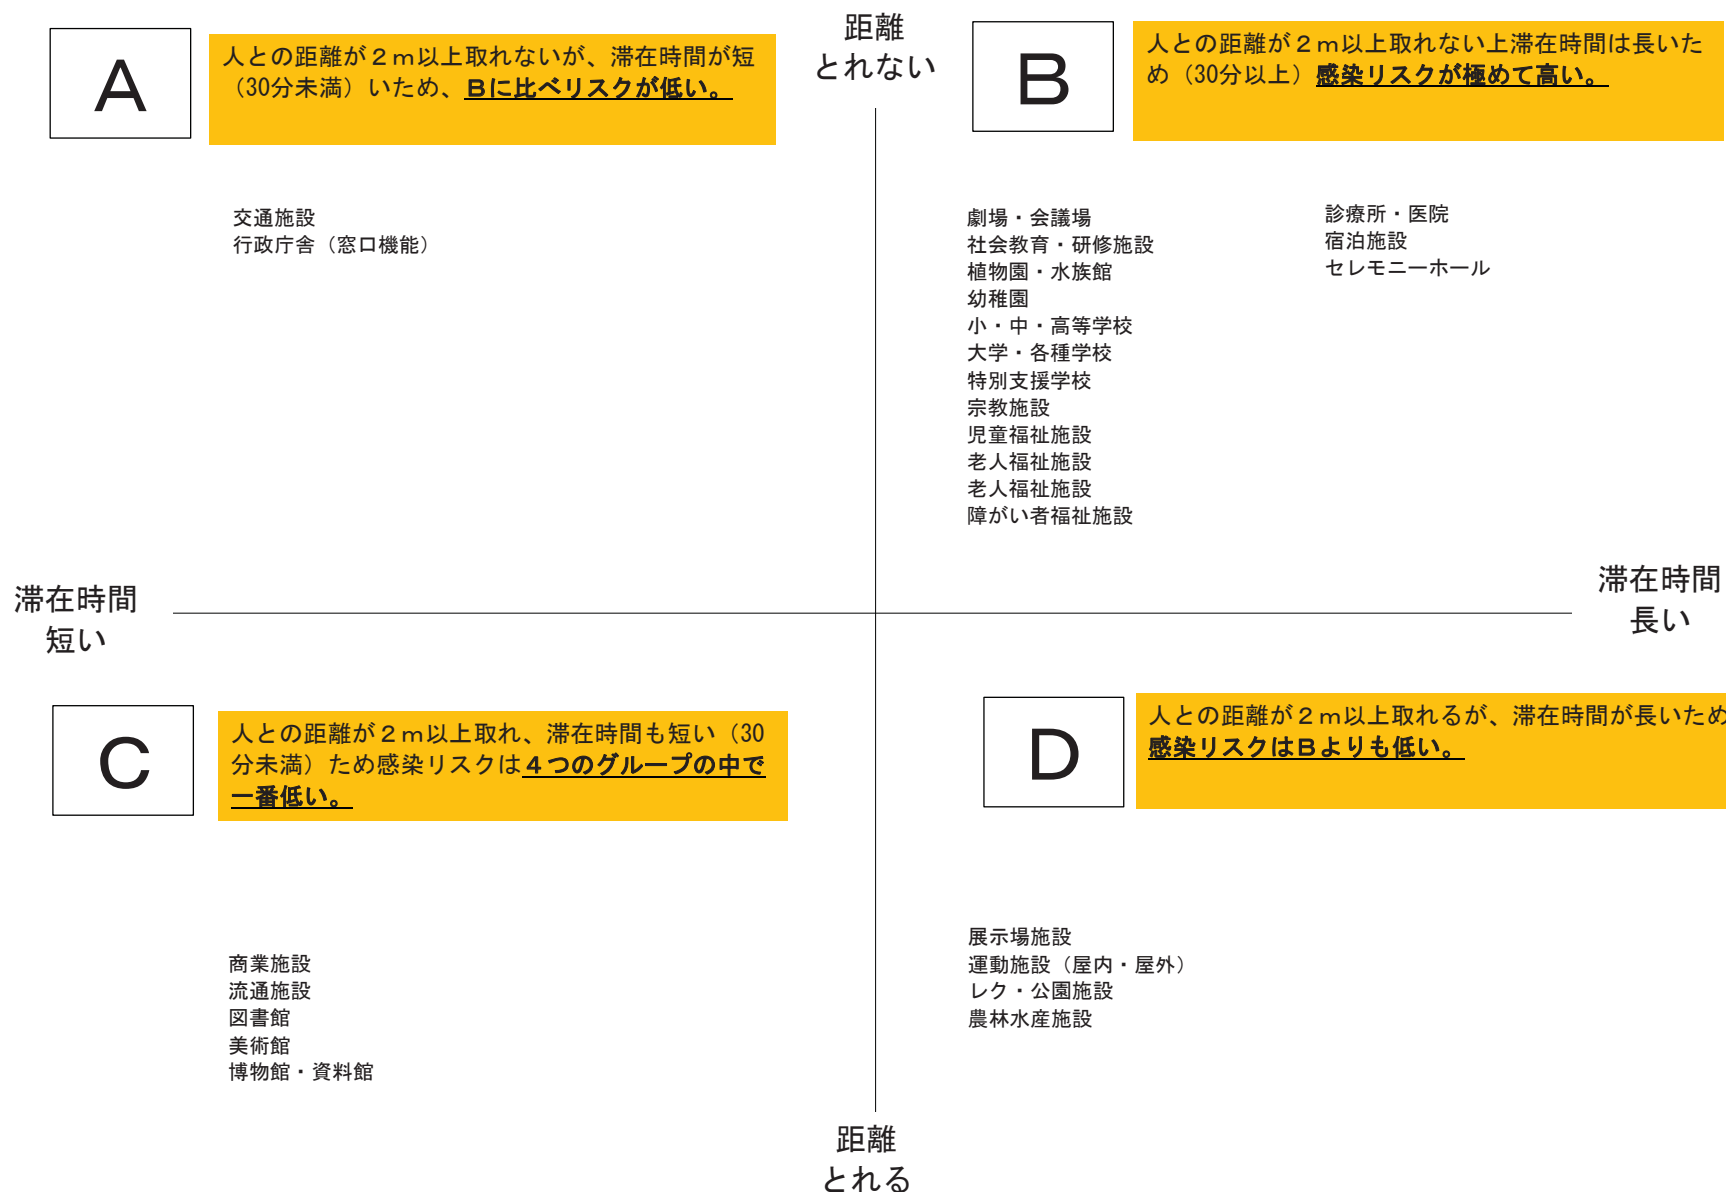 距離
とれない
A
人との距離が２ｍ以上取れないが、滞在時間が短
（30分未満）いため、Ｂに比べリスクが低い。
B
人との距離が２ｍ以上取れない上滞在時間は長いた
め（30分以上）感染リスクが極めて高い。
交通施設
行政庁舎（窓口機能）
劇場・会議場
社会教育・研修施設
植物園・水族館
幼稚園
小・中・高等学校
大学・各種学校
特別支援学校
宗教施設
児童福祉施設
老人福祉施設
老人福祉施設
障がい者福祉施設
診療所・医院
宿泊施設
セレモニーホール
滞在時間
短い
滞在時間
長い
C
人との距離が２ｍ以上取れ、滞在時間も短い（30
分未満）ため感染リスクは４つのグループの中で
一番低い。
D
人との距離が２ｍ以上取れるが、滞在時間が長いため
感染リスクはＢよりも低い。
商業施設
流通施設
図書館
美術館
博物館・資料館
展示場施設
運動施設（屋内・屋外）
レク・公園施設
農林水産施設
距離
とれる